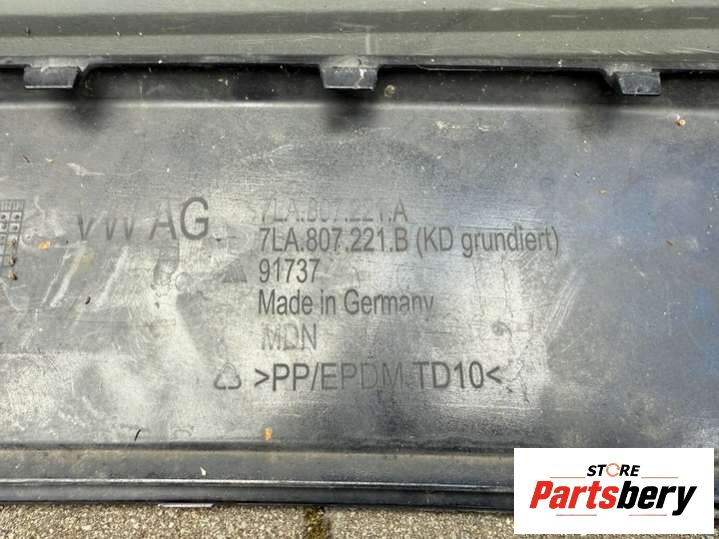 VW AG
7LA.807.221.A
7LA.807.221.B (KD grundiert)
91737
Made in Germany
MDN
>PP/EPDM TD10<
STORE
Partsbery